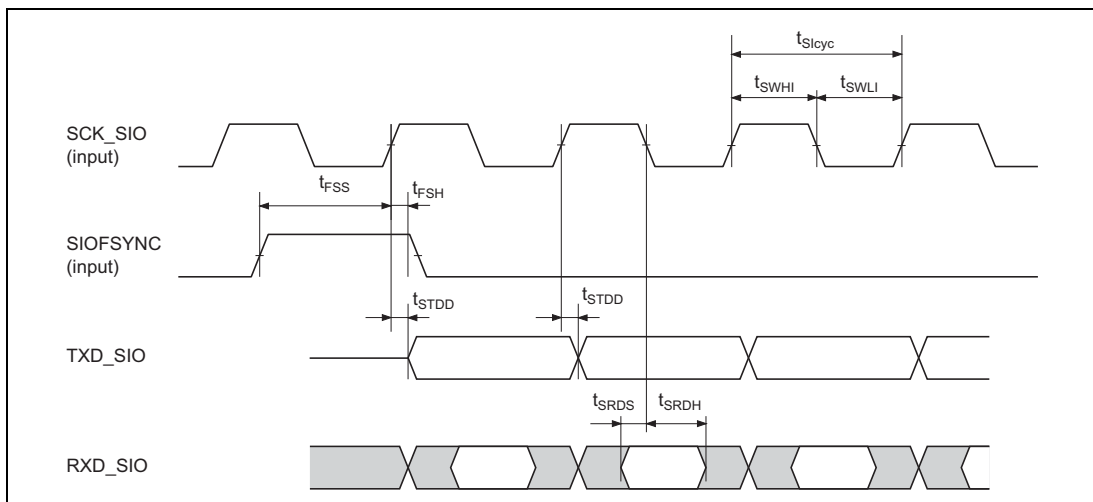 tSIcyc
tSWHI tSWLI
SCK_SIO
(input)
tFSS tFSH
SIOFSYNC
(input)
tSTDD tSTDD
TXD_SIO
tSRDS tSRDH
RXD_SIO